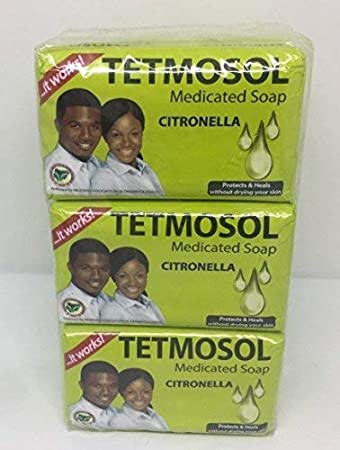 ...it works!
TETMOSOL
Medicated Soap
CITRONELLA
Protects & Heals
without drying your skin
...it works!
TETMOSOL
Medicated Soap
CITRONELLA
Protects & Heals
without drying your skin
...it works!
TETMOSOL
Medicated Soap
CITRONELLA
Protects & Heals
without drying your skin